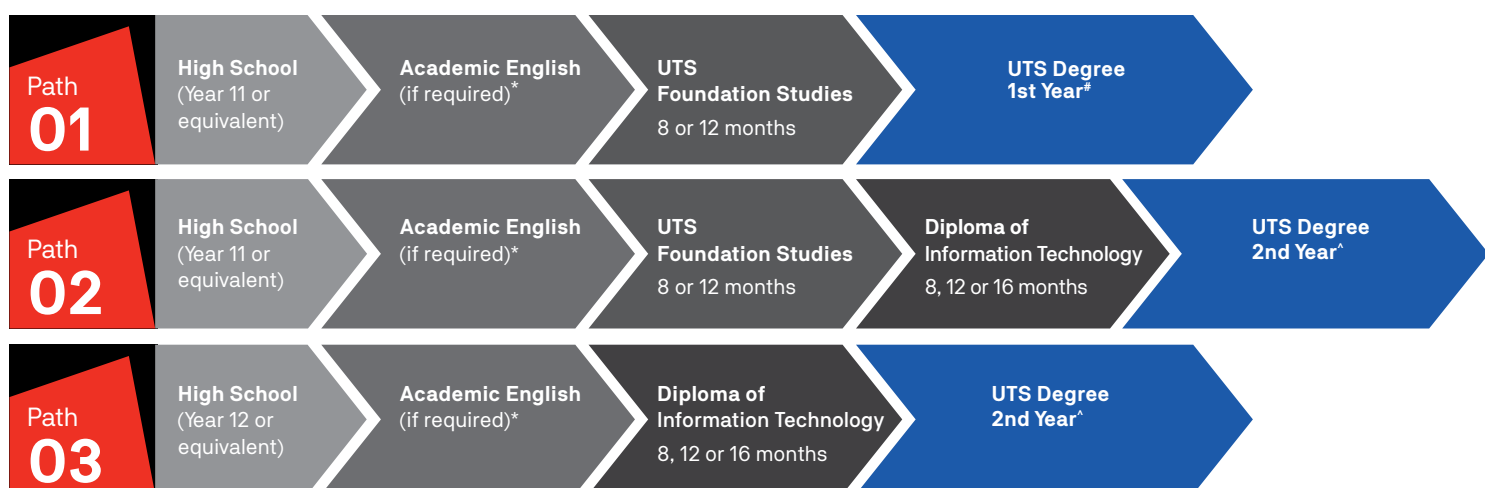 Path
01
High School
(Year 11 or
equivalent)
Academic English
(if required)*
UTS
Foundation Studies
8 or 12 months
UTS Degree
1st Year#
Path
02
High School
(Year 11 or
equivalent)
Academic English
(if required)*
UTS
Foundation Studies
8 or 12 months
Diploma of
Information Technology
8, 12 or 16 months
UTS Degree
2nd Year^
Path
03
High School
(Year 12 or
equivalent)
Academic English
(if required)*
Diploma of
Information Technology
8, 12 or 16 months
UTS Degree
2nd Year^